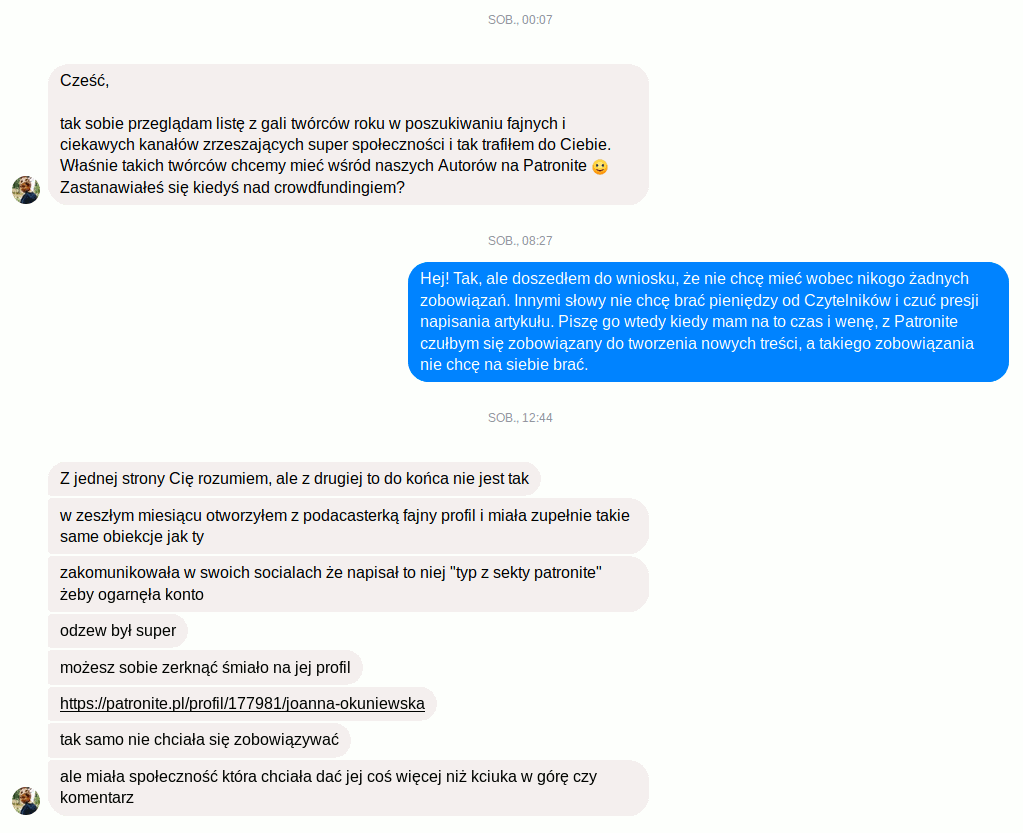 SOB., 00:07
Cześć,
tak sobie przeglądam listę z gali twórców roku w poszukiwaniu fajnych i
ciekawych kanałów zrzeszających super społeczności i tak trafiłem do Ciebie.
Właśnie takich twórców chcemy mieć wśród naszych Autorów na Patronite 🙂
Zastanawiałeś się kiedyś nad crowdfundingiem?
SOB., 08:27
Hej! Tak, ale doszedłem do wniosku, że nie chcę mieć wobec nikogo żadnych
zobowiązań. Innymi słowy nie chcę brać pieniędzy od Czytelników i czuć presji
napisania artykułu. Piszę go wtedy kiedy mam na to czas i wenę, z Patronite
czułbym się zobowiązany do tworzenia nowych treści, a takiego zobowiązania
nie chcę na siebie brać.
SOB., 12:44
Z jednej strony Cię rozumiem, ale z drugiej to do końca nie jest tak
w zeszłym miesiącu otworzyłem z podacasterką fajny profil i miała zupełnie takie
same obiekcje jak ty
zakomunikowała w swoich socialach że napisał to niej "typ z sekty patronite"
żeby ogarnęła konto
odzew był super
możesz sobie zerknąć śmiało na jej profil
https://patronite.pl/profil/177981/joanna-okuniewska
tak samo nie chciała się zobowiązywać
ale miała społeczność która chciała dać jej coś więcej niż kciuka w górę czy
komentarz